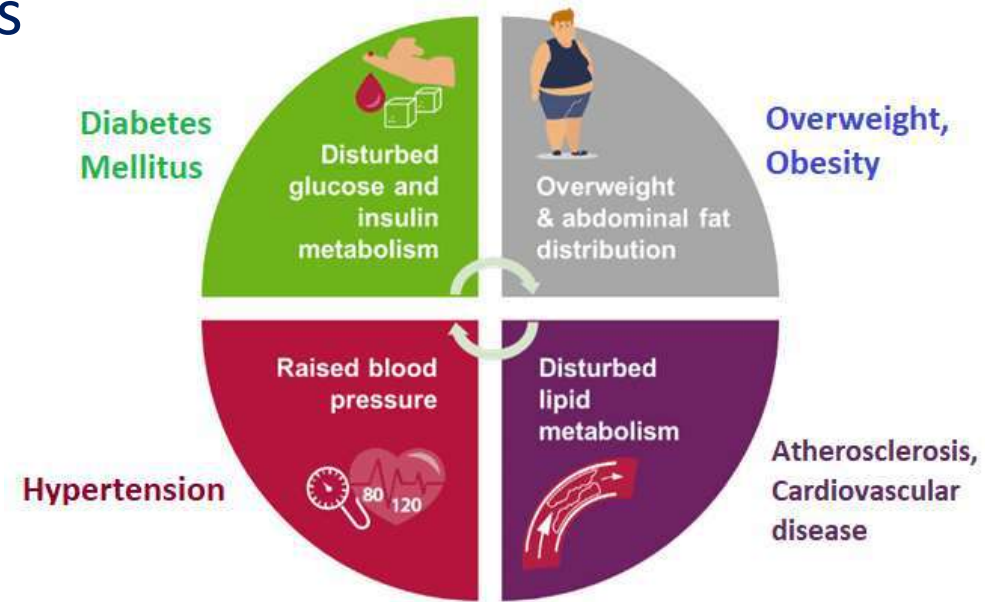 s
Diabetes
Mellitus
Disturbed
glucose and
insulin
metabolism
Overweight
& abdominal fat
distribution
Overweight,
Obesity
Hypertension
Raised blood
pressure
80
120
Disturbed
lipid
metabolism
Atherosclerosis,
Cardiovascular
disease